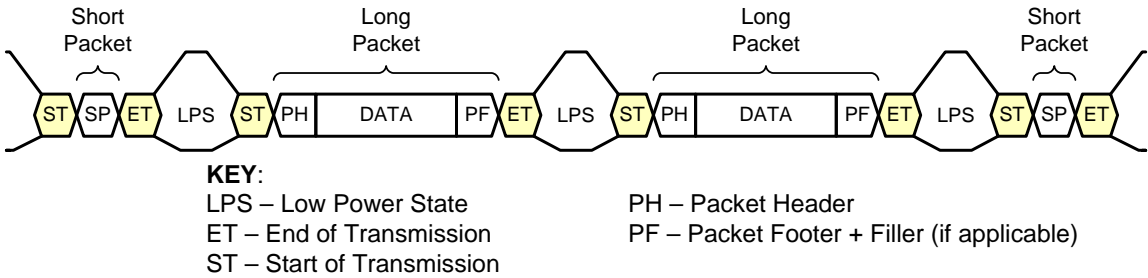 Short
Packet
Long
Packet
Long
Packet
Short
Packet
ST SP ET LPS ST PH DATA PF ET LPS ST PH DATA PF ET LPS ST SP ET
KEY:
LPS – Low Power State
ET – End of Transmission
ST – Start of Transmission
PH – Packet Header
PF – Packet Footer + Filler (if applicable)